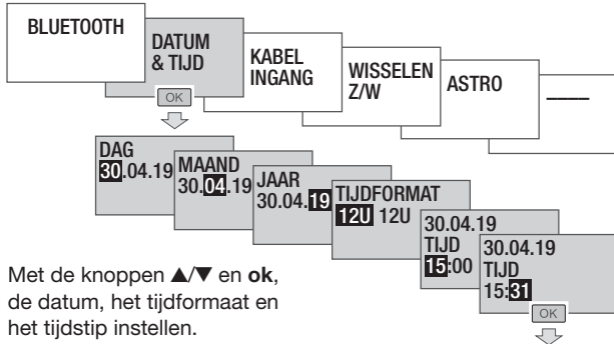 BLUETOOTH
DATUM
& TIJD
OK
KABEL
INGANG
WISSELEN
Z/W
ASTRO
DAG
30.04.19
MAAND
30.04.19
JAAR
30.04.19
TIJDFORMAT
12U 12U
30.04.19
TIJD
15:00
30.04.19
TIJD
15:31
OK
Met de knoppen ▲/▼ en ok,
de datum, het tijdformaat en
het tijdstip instellen.